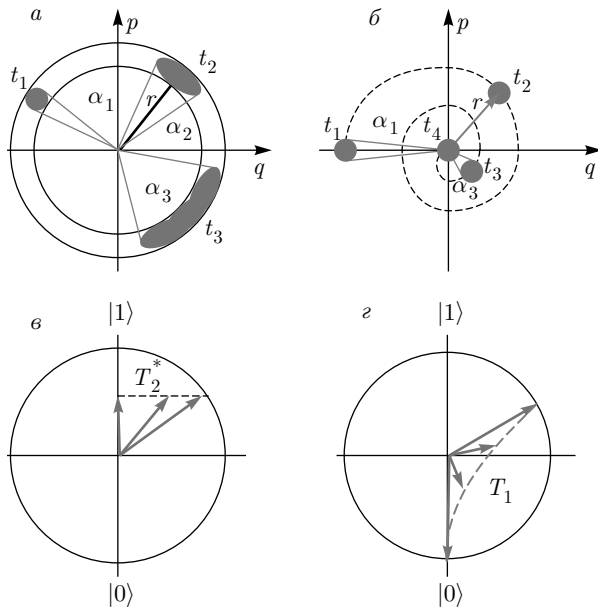 а
p
t₁
t₂
α₁
r
α₂
q
α₃
t₃
б
p
t₂
r
t₁
α₁
t₄
t₃
q
α₃
в
|1⟩
T₂*
|0⟩
г
|1⟩
T₁
|0⟩